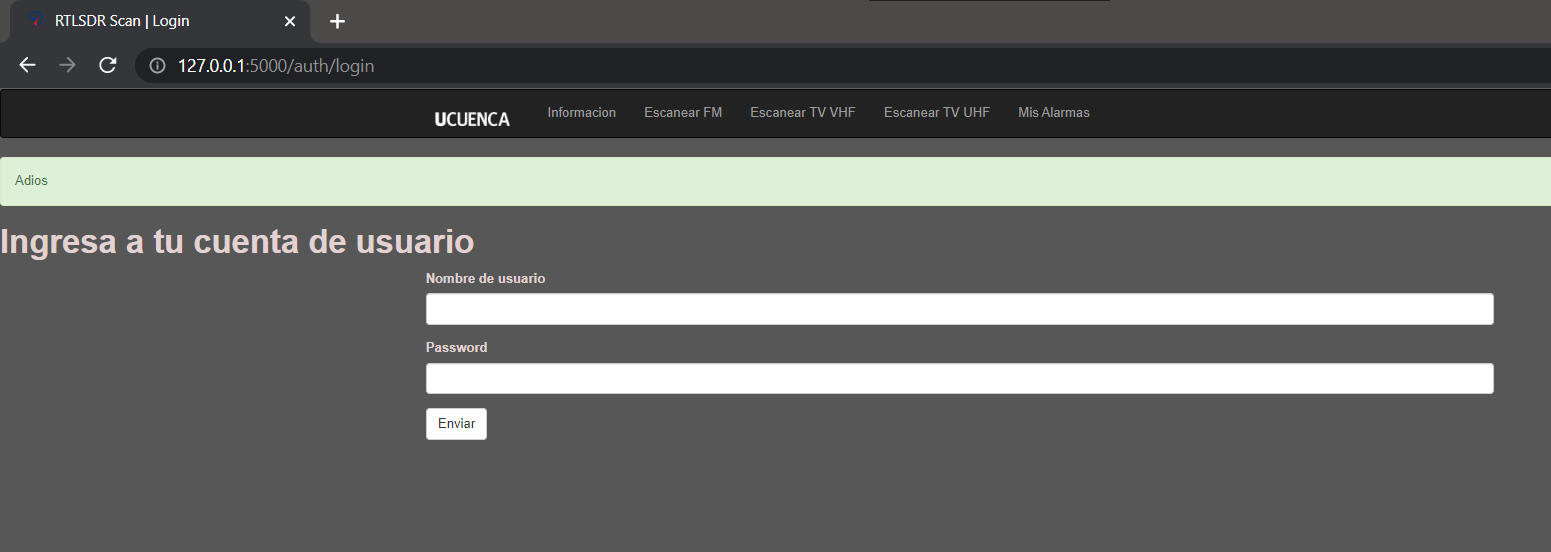 RTLSDR Scan | Login
127.0.0.1:5000/auth/login
UCUENCA Informacion Escanear FM Escanear TV VHF Escanear TV UHF Mis Alarmas
Adios
Ingresa a tu cuenta de usuario
Nombre de usuario
Password
Enviar